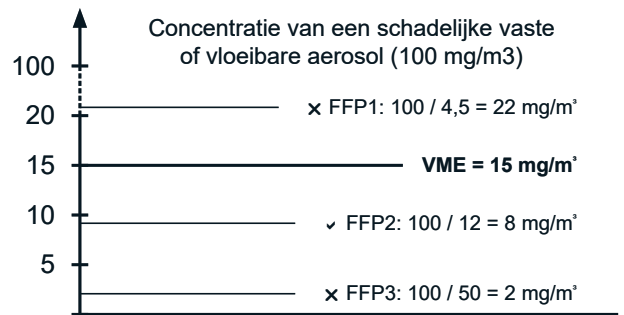 Concentratie van een schadelijke vaste
of vloeibare aerosol (100 mg/m3)
100
× FFP1: 100 / 4,5 = 22 mg/m³
20
15
VME = 15 mg/m³
10
✓ FFP2: 100 / 12 = 8 mg/m³
5
× FFP3: 100 / 50 = 2 mg/m³